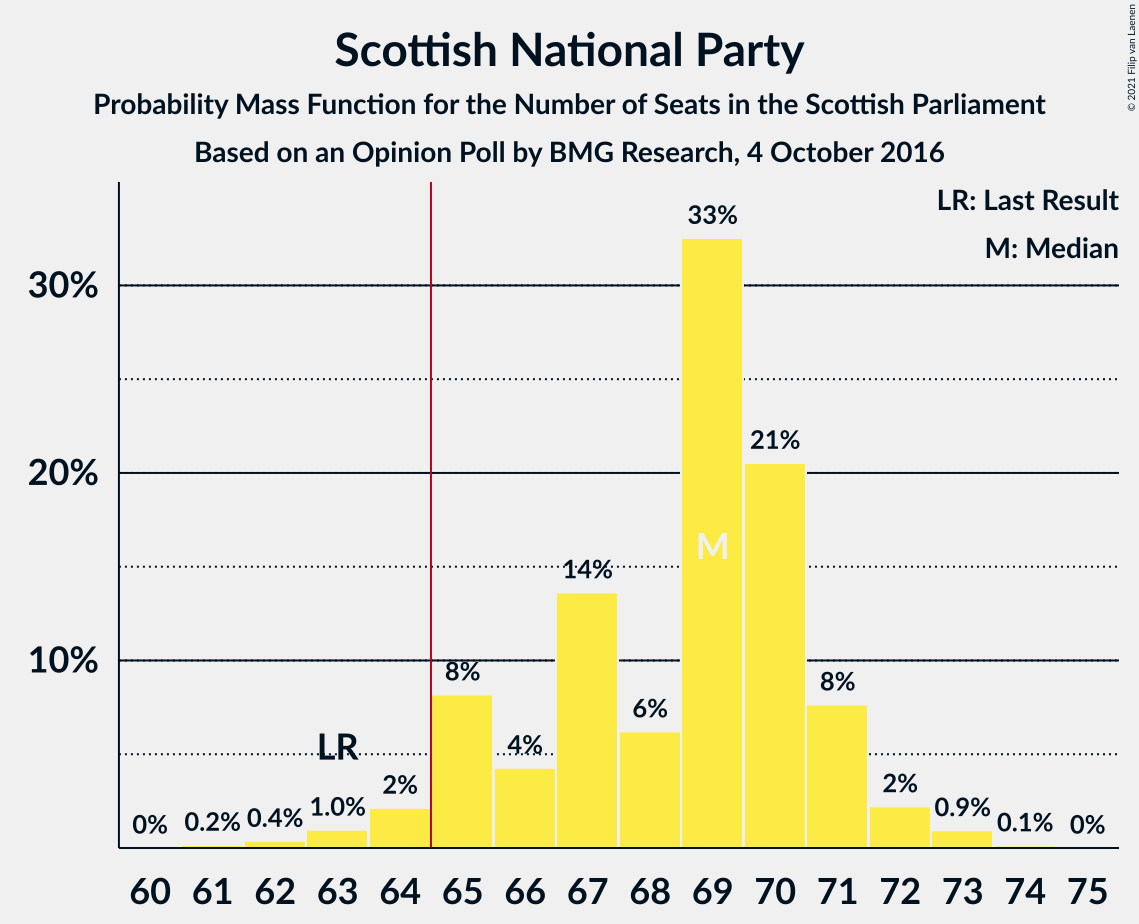 Scottish National Party
Probability Mass Function for the Number of Seats in the Scottish Parliament
Based on an Opinion Poll by BMG Research, 4 October 2016
© 2021 Filip van Laenen
LR: Last Result
M: Median
33%
30%
21%
20%
M
14%
10%
8%
8%
6%
4%
LR
2%
2%
1.0%
0.9%
0% 0.2% 0.4% 0.1% 0%
60 61 62 63 64 65 66 67 68 69 70 71 72 73 74 75